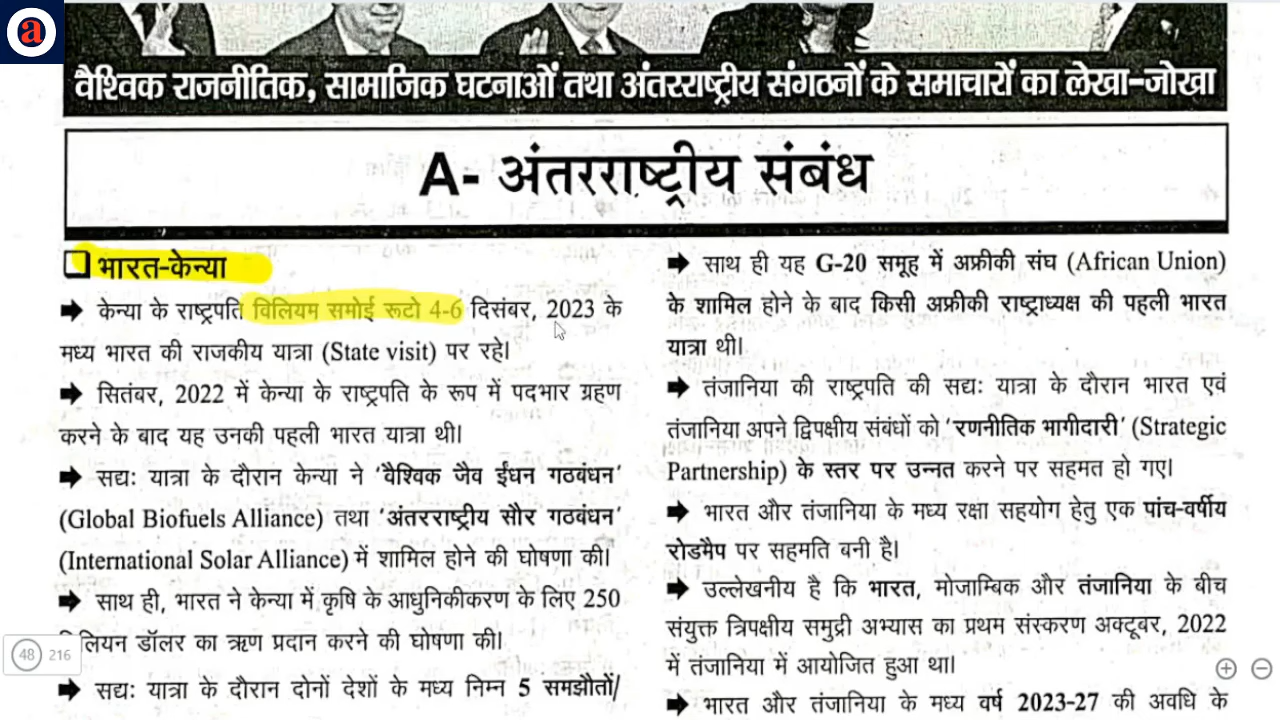 a
वैश्विक राजनीतिक, सामाजिक घटनाओं तथा अंतरराष्ट्रीय संगठनों के समाचारों का लेखा-जोखा
A- अंतरराष्ट्रीय संबंध
भारत-केन्या
➡ केन्या के राष्ट्रपति विलियम समोई रूटो 4-6 दिसंबर, 2023 के
मध्य भारत की राजकीय यात्रा (State visit) पर रहे।
➡ सितंबर, 2022 में केन्या के राष्ट्रपति के रूप में पदभार ग्रहण
करने के बाद यह उनकी पहली भारत यात्रा थी।
➡ सद्यः यात्रा के दौरान केन्या ने ‘वैश्विक जैव ईंधन गठबंधन’
(Global Biofuels Alliance) तथा ‘अंतरराष्ट्रीय सौर गठबंधन’
(International Solar Alliance) में शामिल होने की घोषणा की।
➡ साथ ही, भारत ने केन्या में कृषि के आधुनिकीकरण के लिए 250
डॉलर का ऋण प्रदान करने की घोषणा की।
➡ सद्यः यात्रा के दौरान दोनों देशों के मध्य निम्न 5 समझौतों/
➡ साथ ही यह G-20 समूह में अफ्रीकी संघ (African Union)
के शामिल होने के बाद किसी अफ्रीकी राष्ट्राध्यक्ष की पहली भारत
यात्रा थी।
➡ तंजानिया की राष्ट्रपति की सद्यः यात्रा के दौरान भारत एवं
तंजानिया अपने द्विपक्षीय संबंधों को ‘रणनीतिक भागीदारी’ (Strategic
Partnership) के स्तर पर उन्नत करने पर सहमत हो गए।
➡ भारत और तंजानिया के मध्य रक्षा सहयोग हेतु एक पांच-वर्षीय
रोडमैप पर सहमति बनी है।
➡ उल्लेखनीय है कि भारत, मोजाम्बिक और तंजानिया के बीच
संयुक्त त्रिपक्षीय समुद्री अभ्यास का प्रथम संस्करण अक्टूबर, 2022
में तंजानिया में आयोजित हुआ था।
➡ भारत और तंजानिया के मध्य वर्ष 2023-27 की अवधि के
48 216